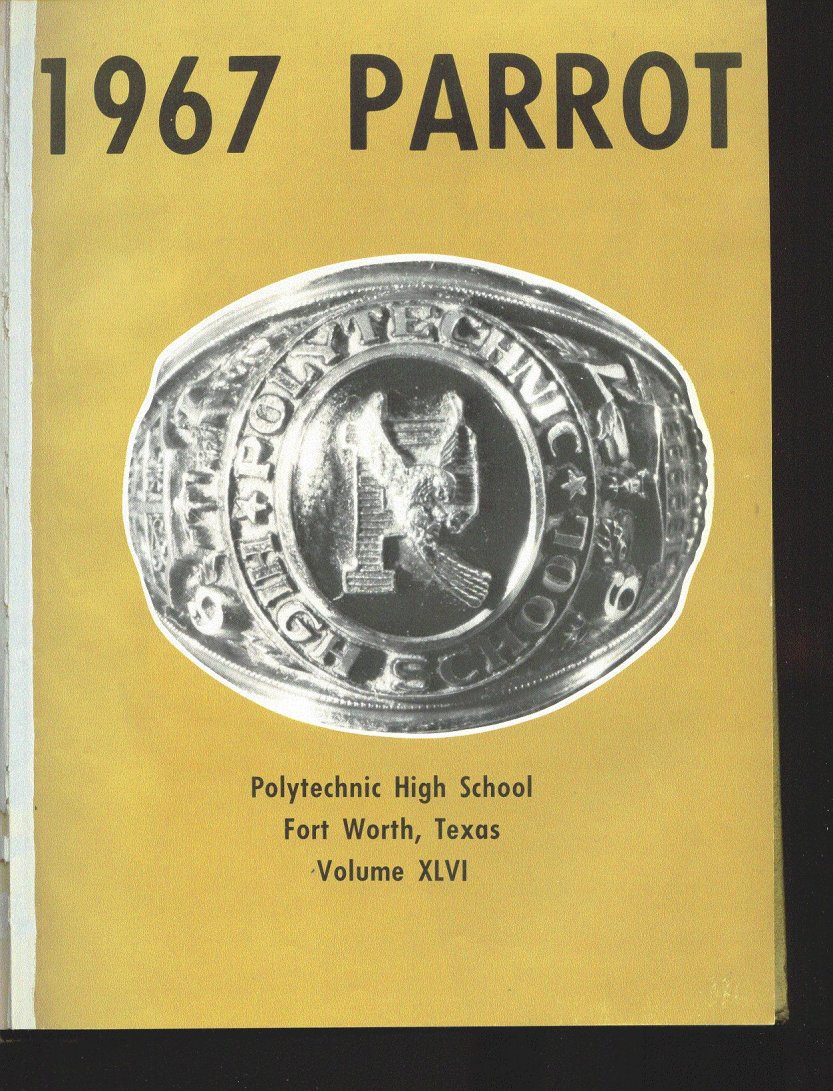 1967 PARROT
POLYTECHNIC
P
HIGH SCHOOL
Polytechnic High School
Fort Worth, Texas
Volume XLVI